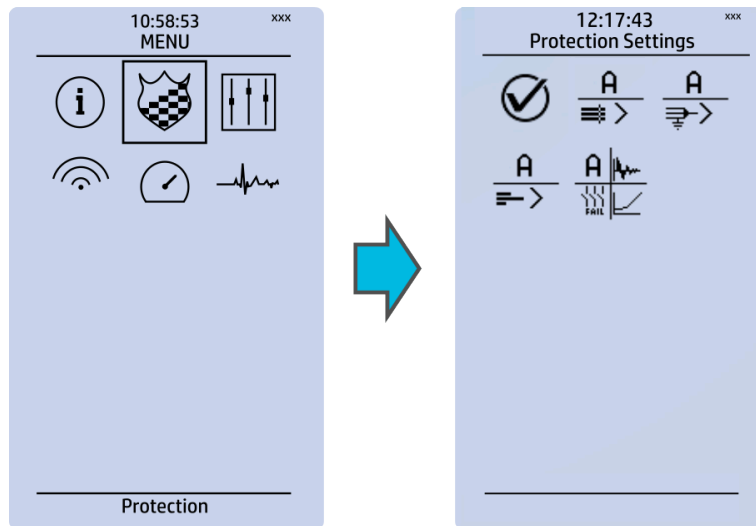 10:58:53
xxx
MENU
i
Protection
12:17:43
xxx
Protection Settings
A
A
A
A
FAIL